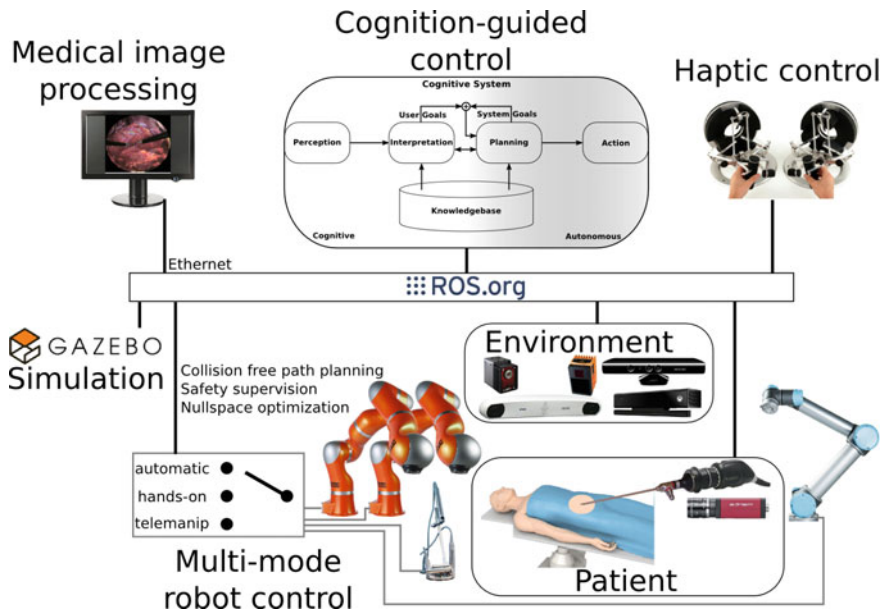 Medical image
processing
Cognition-guided
control
Haptic control
Cognitive System
User Goals
System Goals
Perception
Interpretation
Planning
Action
Knowledgebase
Cognitive
Autonomous
Ethernet
ROS.org
GAZEBO
Simulation
Environment
Collision free path planning
Safety supervision
Nullspace optimization
automatic
hands-on
telemanip
Multi-mode
robot control
Patient